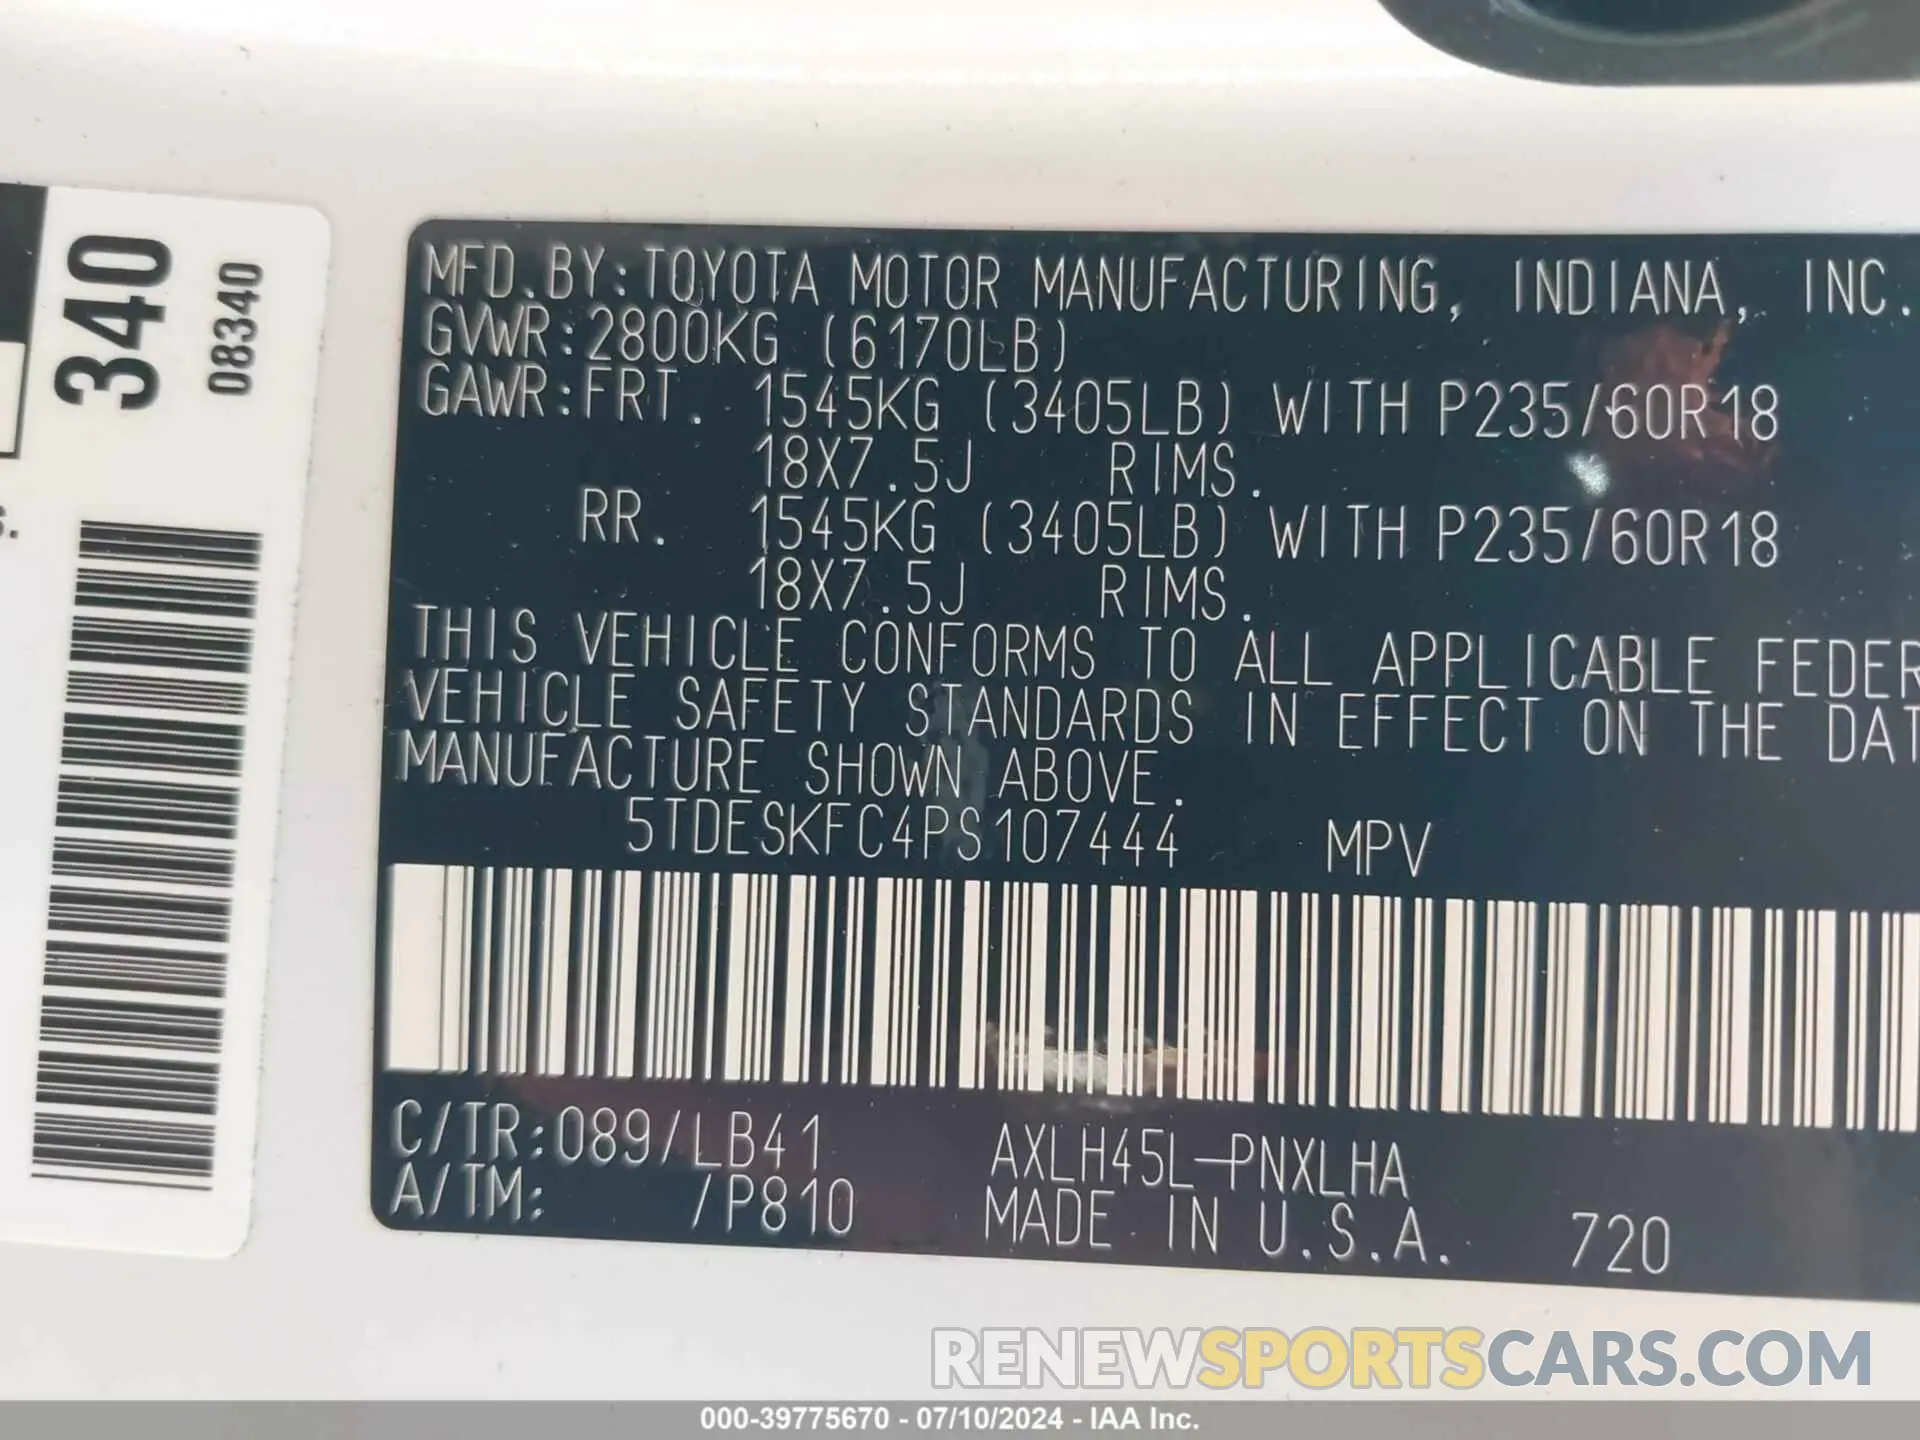 340
08340
s.
MFD.BY:TOYOTA MOTOR MANUFACTURING, INDIANA, INC.
GVWR:2800KG (6170LB)
GAWR:FRT. 1545KG (3405LB) WITH P235/60R18
18X7.5J RIMS.
RR. 1545KG (3405LB) WITH P235/60R18
18X7.5J RIMS.
THIS VEHICLE CONFORMS TO ALL APPLICABLE FEDER
VEHICLE SAFETY STANDARDS IN EFFECT ON THE DAT
MANUFACTURE SHOWN ABOVE.
5TDESKFC4PS107444 MPV
C/TR:089/LB41 AXLH45L-PNXLHA
A/TM: /P810 MADE IN U.S.A. 720
RENEWSPORTSCARS.COM
000-39775670 - 07/10/2024 - IAA Inc.